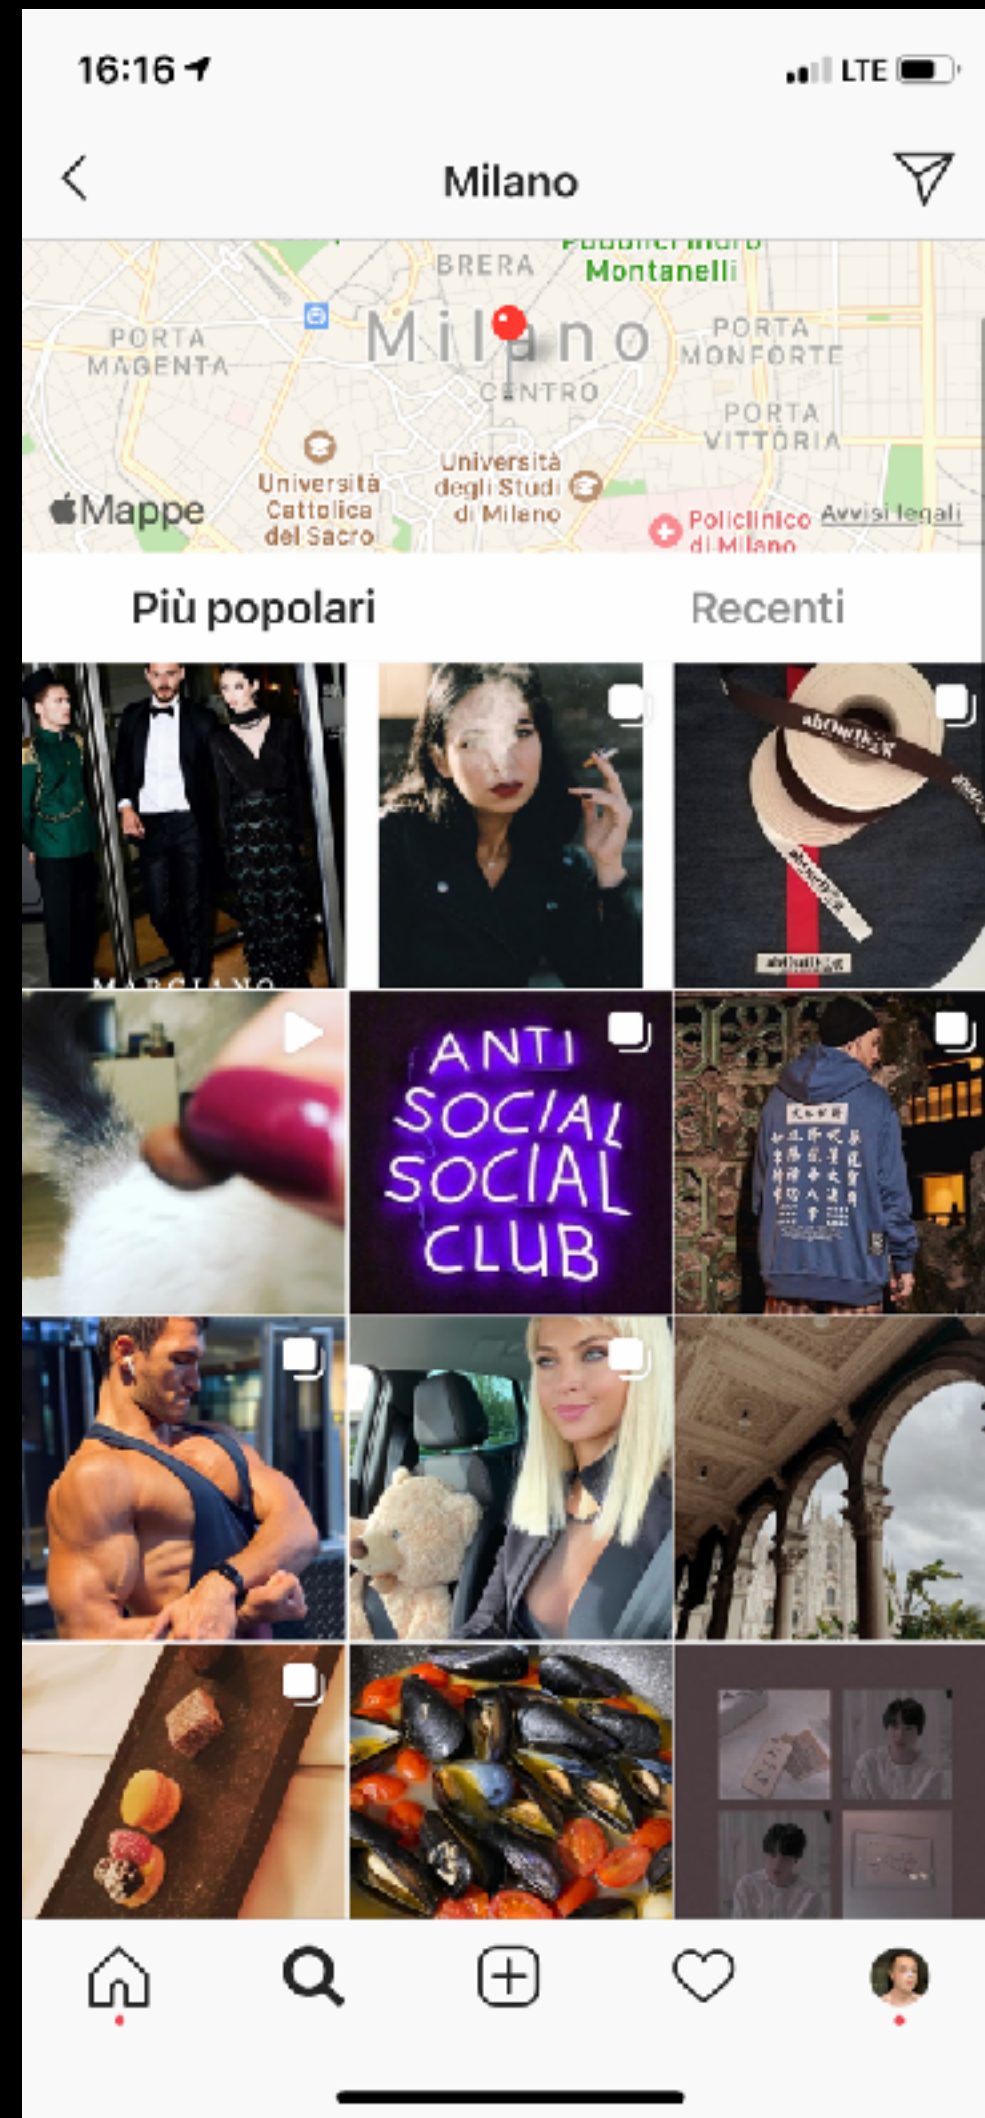 16:16
LTE
Milano
BRERA
Montanelli
Milano
PORTA
MAGENTA
PORTA
MONFORTE
CENTRO
PORTA
VITTORIA
Università
Cattolica
del Sacro
Università
degli Studi
di Milano
Mappe
Policlinico
di Milano
Avvisi legali
Più popolari
Recenti
MARCIANO
ANTI
SOCIAL
SOCIAL
CLUB